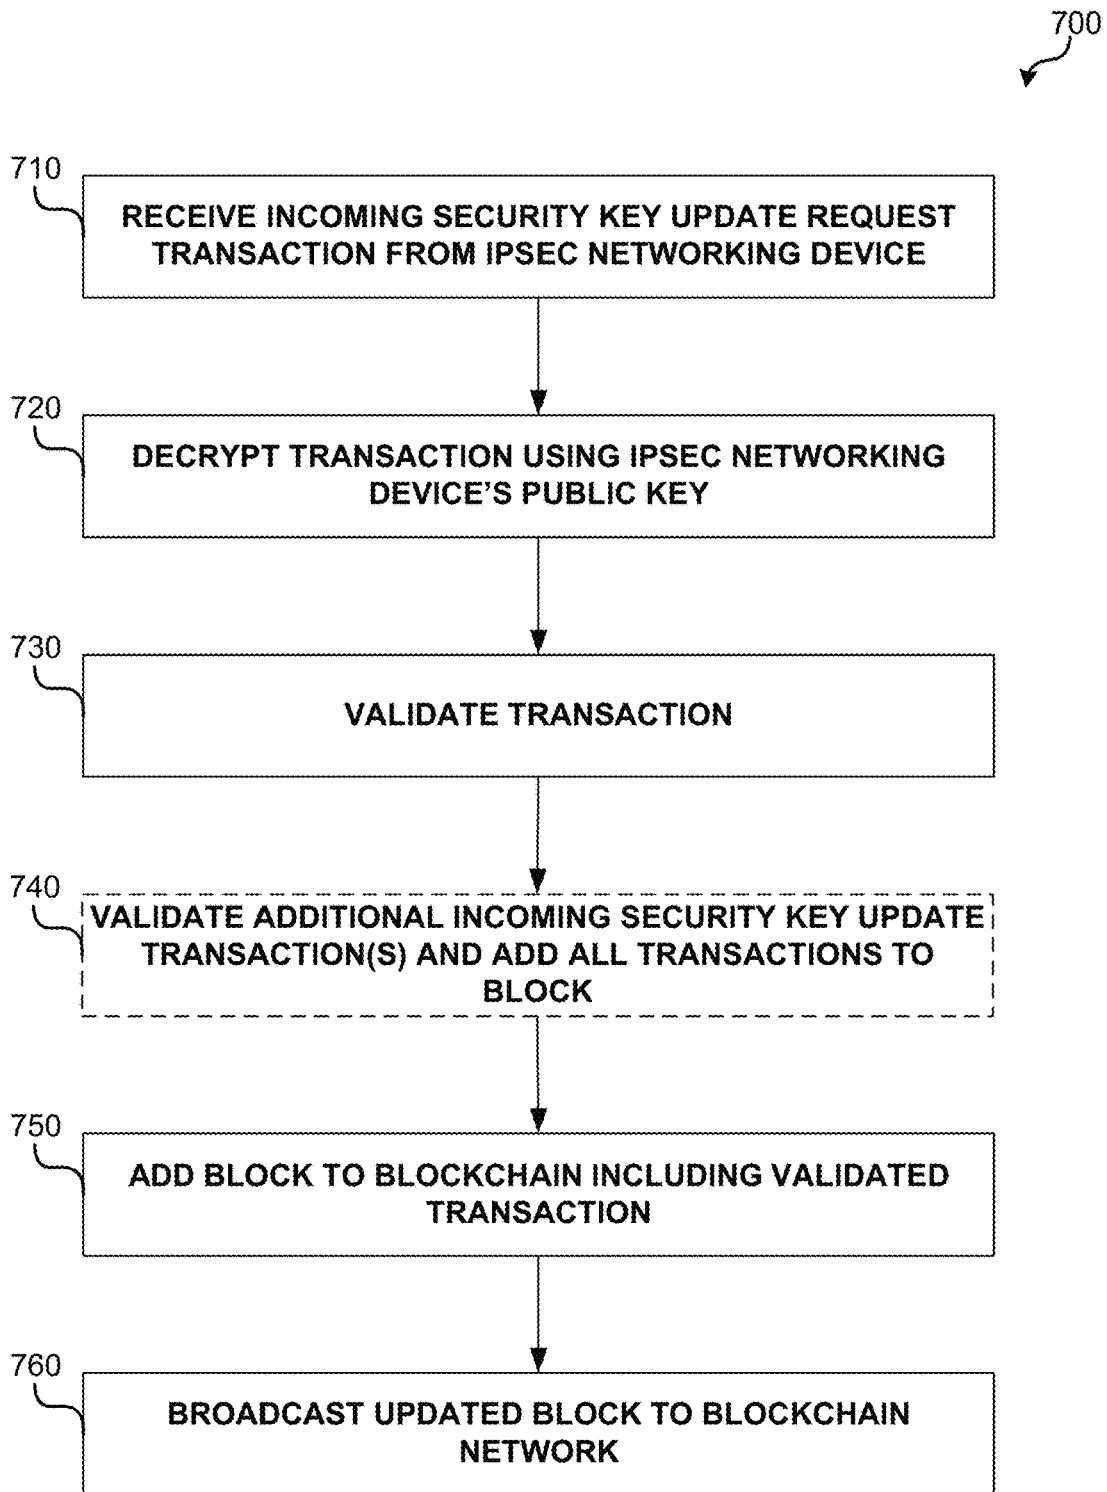 700
710
RECEIVE INCOMING SECURITY KEY UPDATE REQUEST
TRANSACTION FROM IPSEC NETWORKING DEVICE
720
DECRYPT TRANSACTION USING IPSEC NETWORKING
DEVICE'S PUBLIC KEY
730
VALIDATE TRANSACTION
740
VALIDATE ADDITIONAL INCOMING SECURITY KEY UPDATE
TRANSACTION(S) AND ADD ALL TRANSACTIONS TO
BLOCK
750
ADD BLOCK TO BLOCKCHAIN INCLUDING VALIDATED
TRANSACTION
760
BROADCAST UPDATED BLOCK TO BLOCKCHAIN
NETWORK